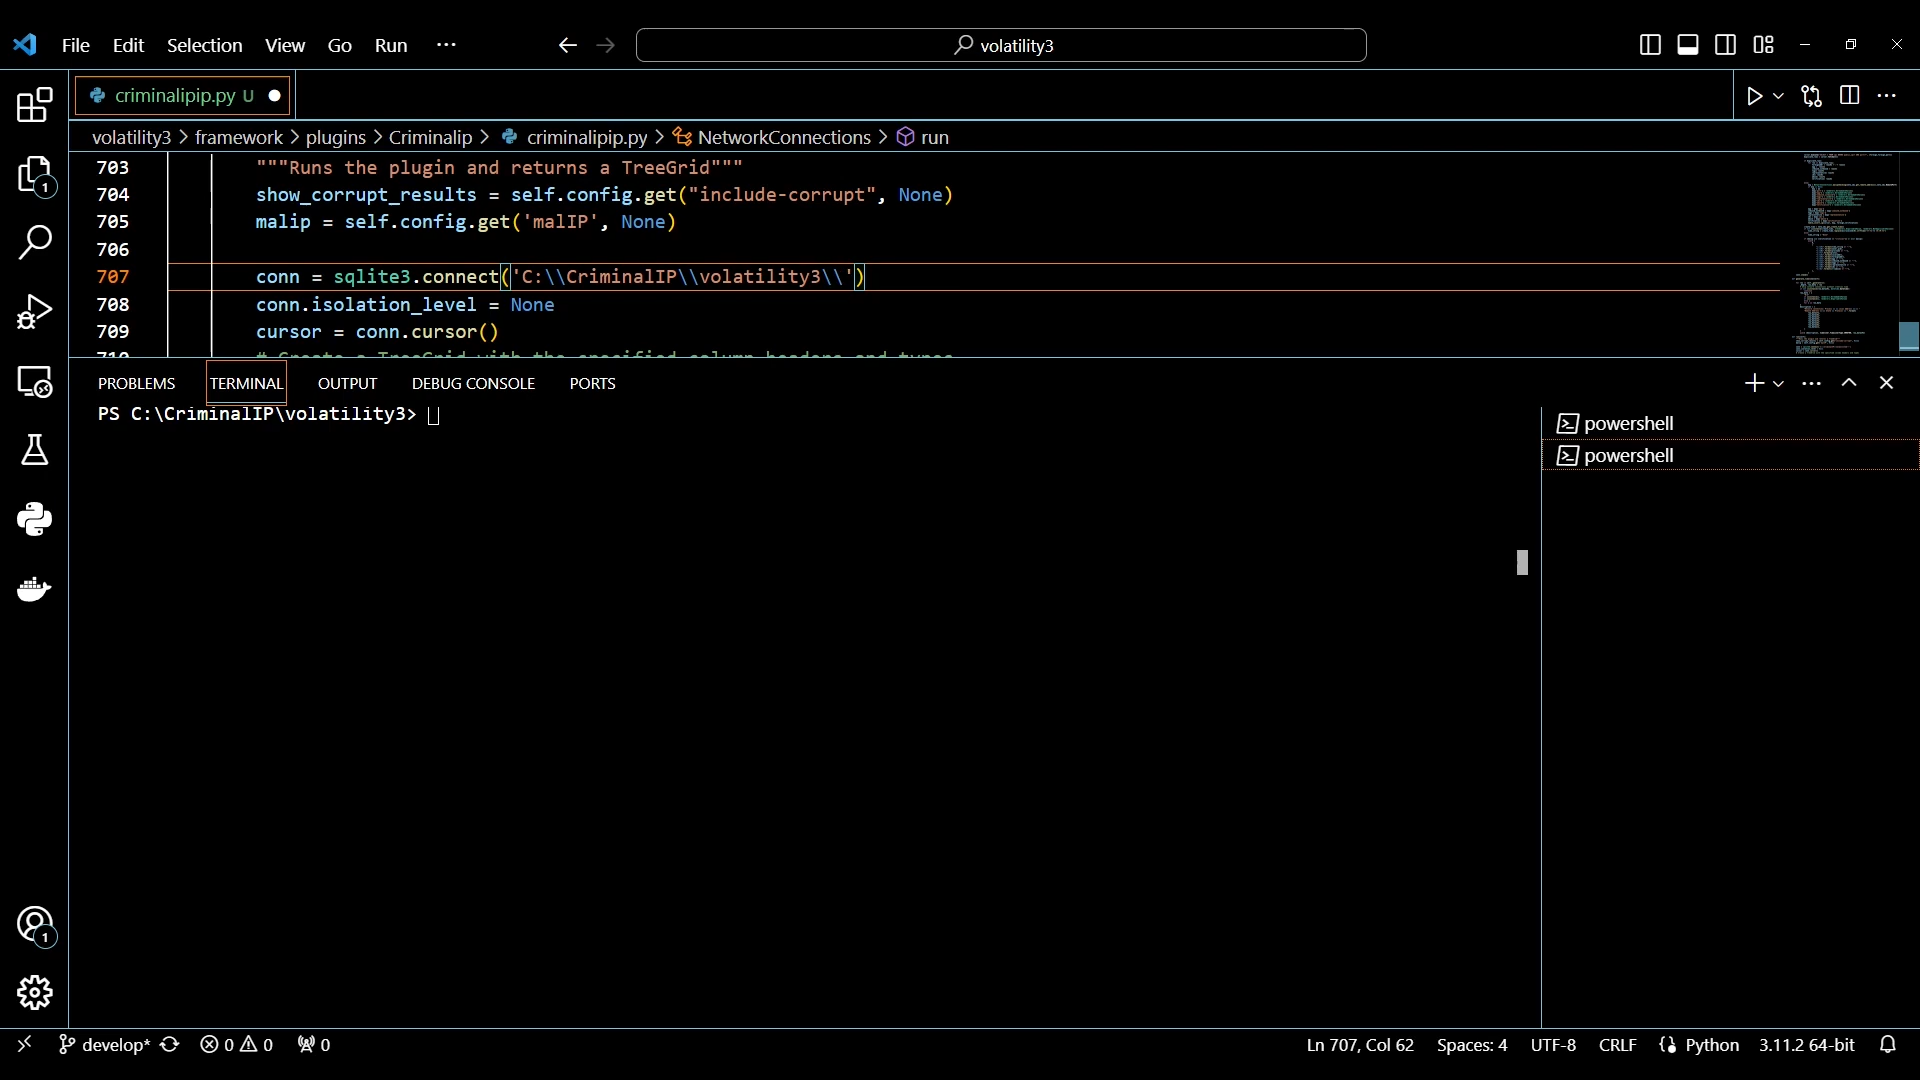 File Edit Selection View Go Run ··· volatility3
criminalipip.py U
volatility3 > framework > plugins > Criminalip > criminalipip.py > NetworkConnections > run
703 """Runs the plugin and returns a TreeGrid"""
704 show_corrupt_results = self.config.get("include-corrupt", None)
705 malip = self.config.get('malIP', None)
706
707 conn = sqlite3.connect('C:\\CriminalIP\\volatility3\\')
708 conn.isolation_level = None
709 cursor = conn.cursor()
710 # Create a TreeGrid with the specified column headers and types
PROBLEMS TERMINAL OUTPUT DEBUG CONSOLE PORTS
PS C:\CriminalIP\volatility3>
powershell
powershell
1
1
develop* 0 0 0 Ln 707, Col 62 Spaces: 4 UTF-8 CRLF Python 3.11.2 64-bit